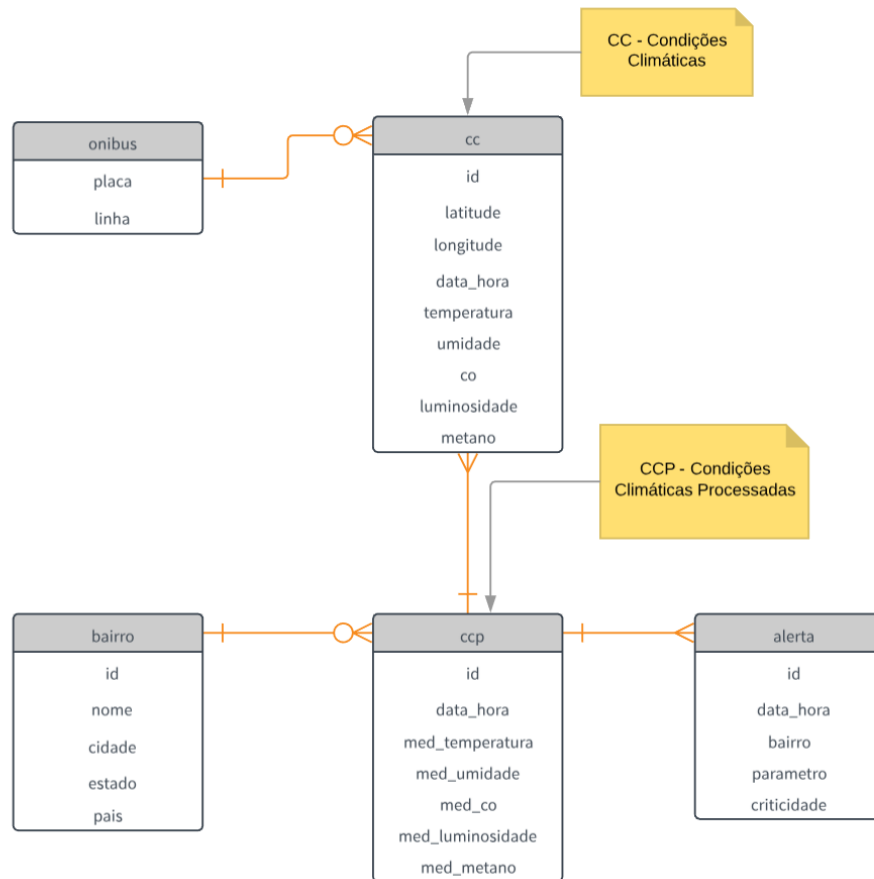 CC - Condições
Climáticas
onibus
placa
linha
cc
id
latitude
longitude
data_hora
temperatura
umidade
co
luminosidade
metano
CCP - Condições
Climáticas Processadas
bairro
id
nome
cidade
estado
pais
ccp
id
data_hora
med_temperatura
med_umidade
med_co
med_luminosidade
med_metano
alerta
id
data_hora
bairro
parametro
criticidade